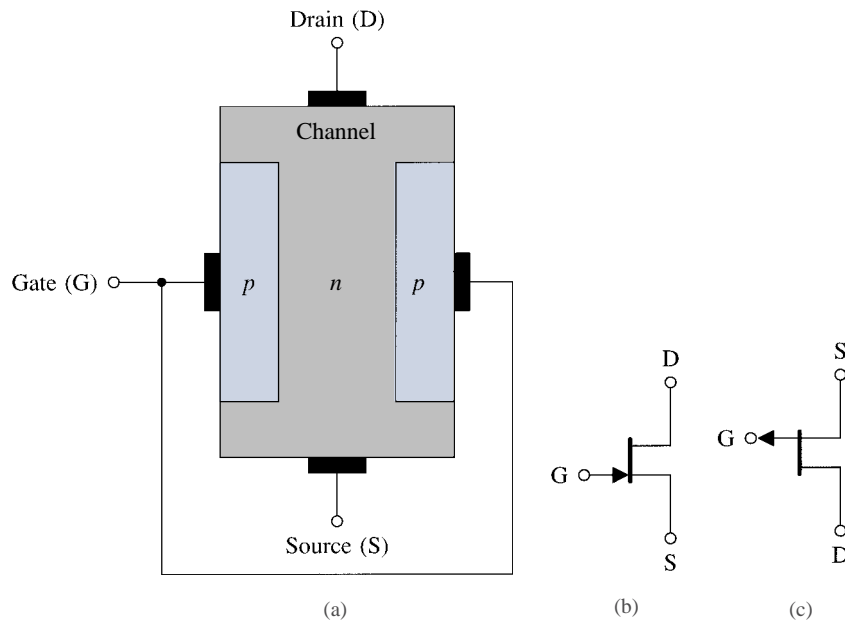 Drain (D)
Channel
Gate (G)
p
n
p
Source (S)
(a)
D
G
S
(b)
S
G
D
(c)